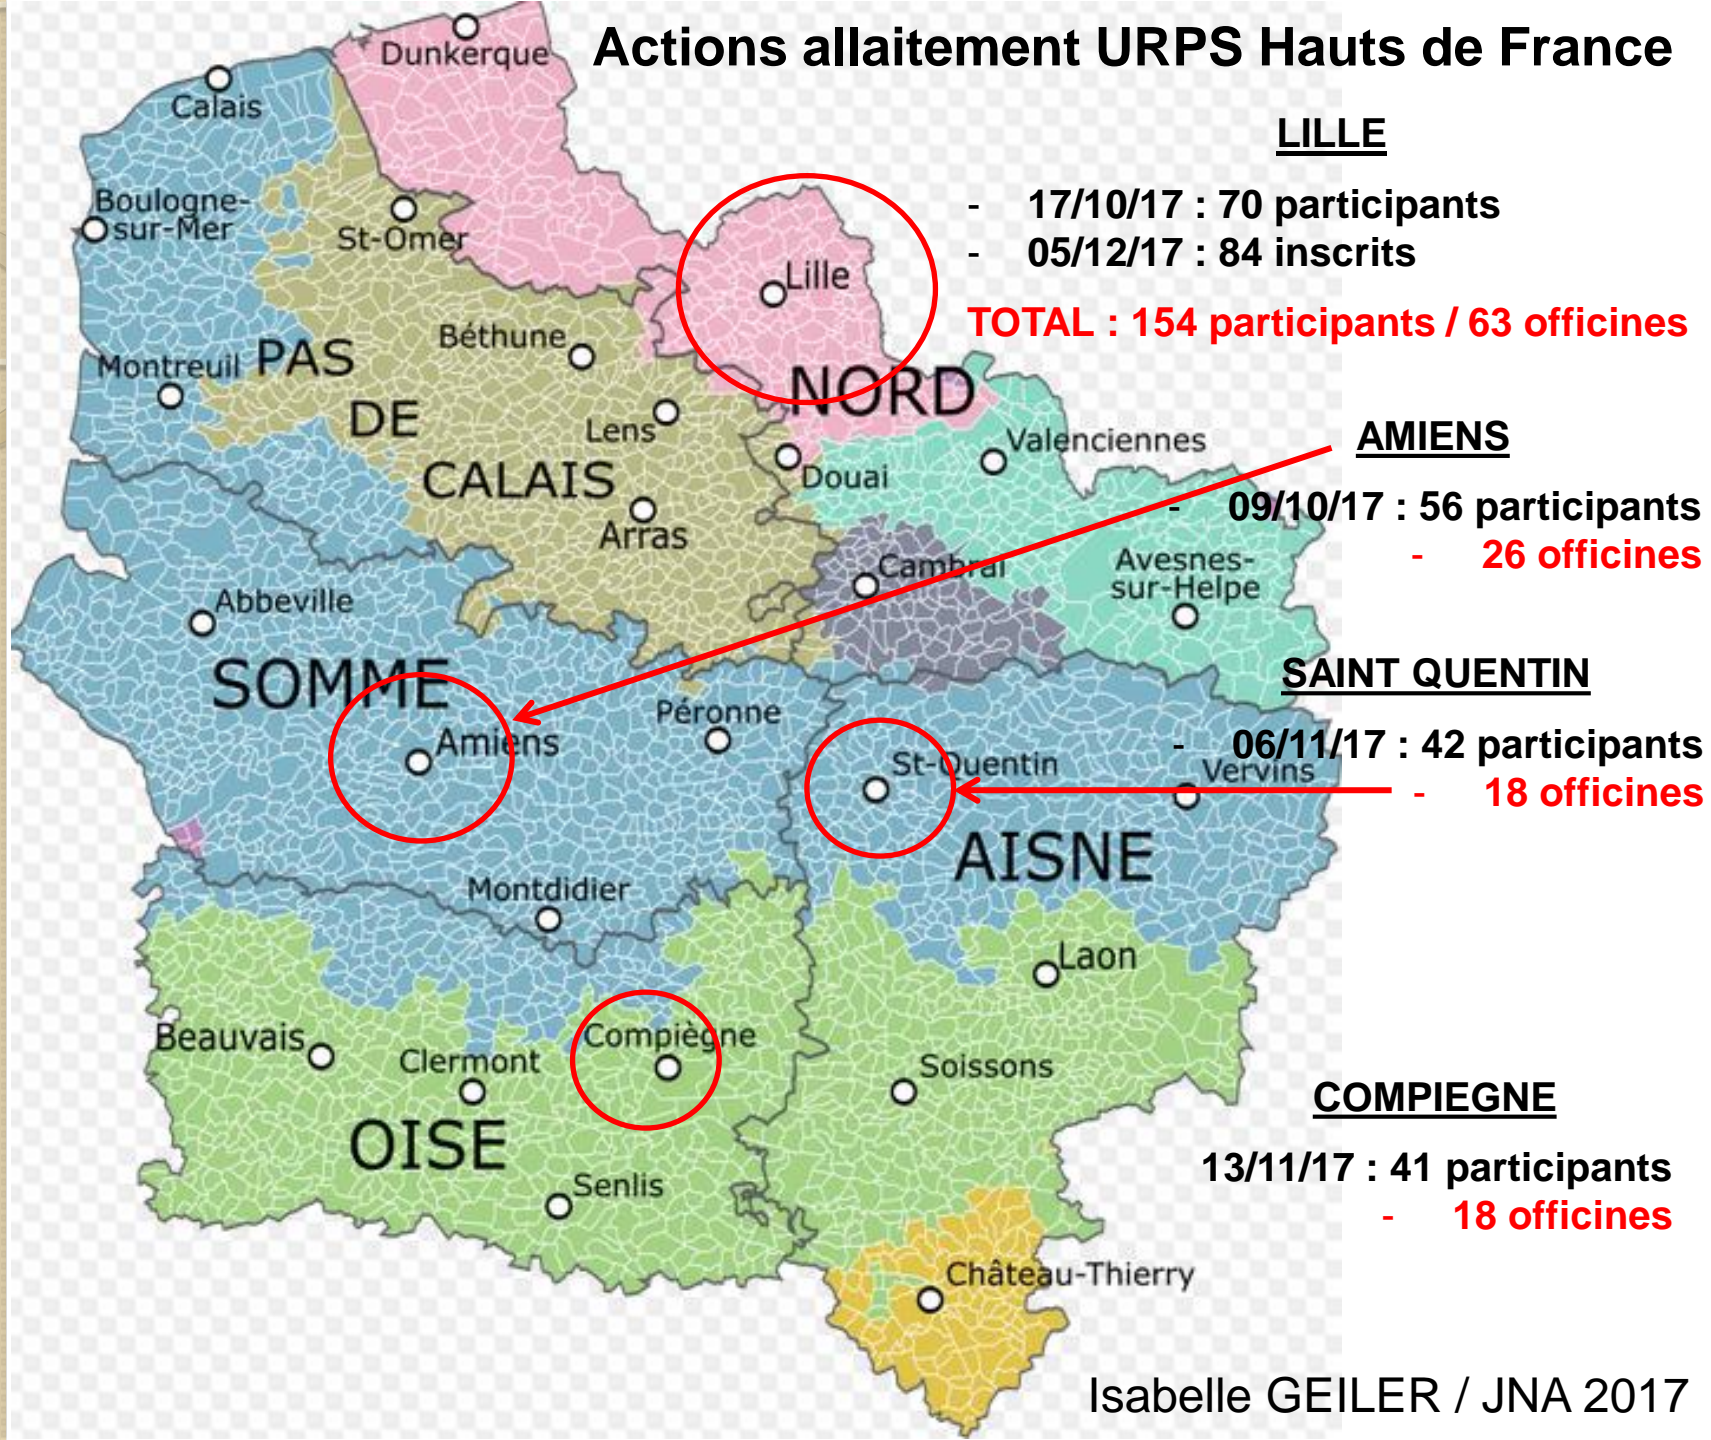 Actions allaitement URPS Hauts de France
LILLE
- 17/10/17 : 70 participants
- 05/12/17 : 84 inscrits
TOTAL : 154 participants / 63 officines
AMIENS
- 09/10/17 : 56 participants
- 26 officines
SAINT QUENTIN
- 06/11/17 : 42 participants
- 18 officines
COMPIEGNE
13/11/17 : 41 participants
- 18 officines
Dunkerque
Calais
Boulogne-
sur-Mer
St-Omer
Lille
Béthune
Montreuil
PAS
DE
CALAIS
NORD
Lens
Douai
Valenciennes
Arras
Cambrai
Avesnes-
sur-Helpe
Abbeville
SOMME
Amiens
Péronne
St-Quentin
Vervins
AISNE
Montdidier
Laon
Beauvais
Clermont
Compiègne
Soissons
OISE
Senlis
Château-Thierry
Isabelle GEILER / JNA 2017